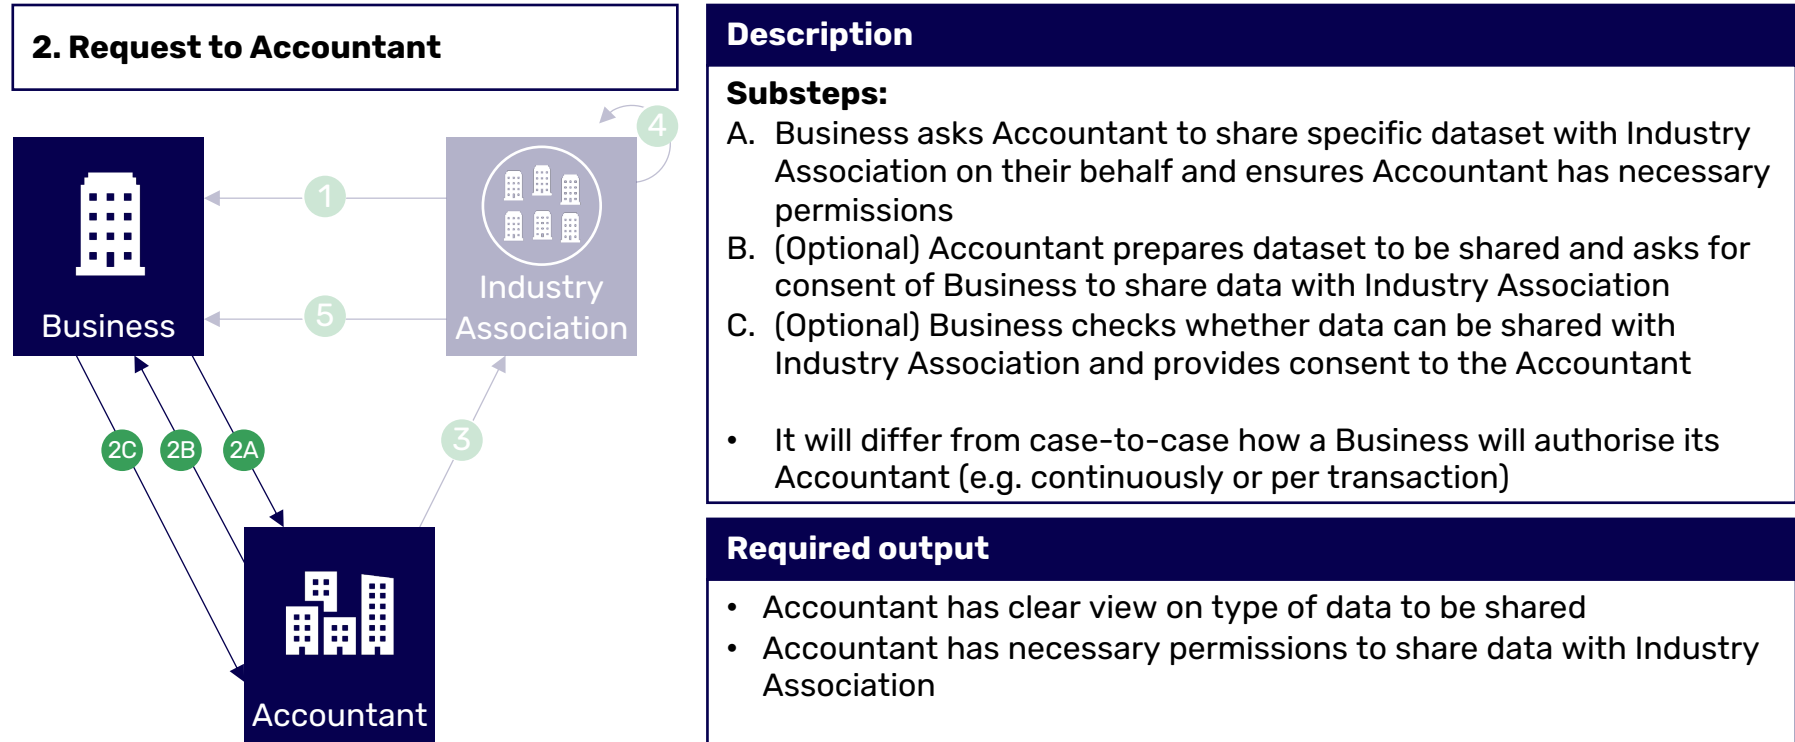 2. Request to Accountant
4
1
Industry
Association
Business
5
3
2C
2B
2A
Accountant
Description
Substeps:
A. Business asks Accountant to share specific dataset with Industry
Association on their behalf and ensures Accountant has necessary
permissions
B. (Optional) Accountant prepares dataset to be shared and asks for
consent of Business to share data with Industry Association
C. (Optional) Business checks whether data can be shared with
Industry Association and provides consent to the Accountant
• It will differ from case-to-case how a Business will authorise its
Accountant (e.g. continuously or per transaction)
Required output
• Accountant has clear view on type of data to be shared
• Accountant has necessary permissions to share data with Industry
Association